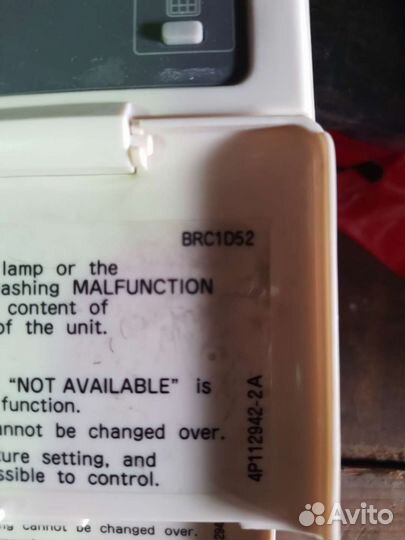 BRC1D52
lamp or the
ashing MALFUNCTION
content of
of the unit.
"NOT AVAILABLE" is
function.
annot be changed over.
ture setting, and
ssible to control.
4P112942-2A
cannot be changed over.
Avito